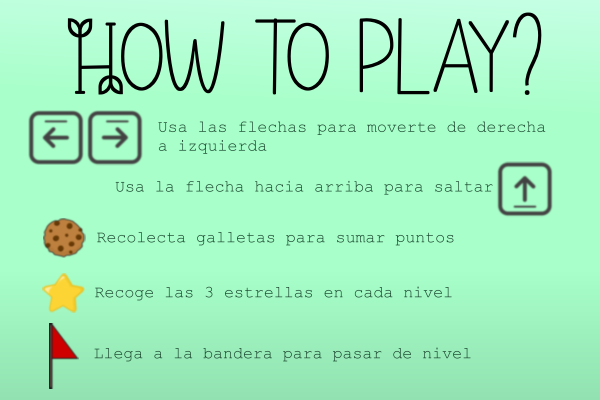 HOW TO PLAY?
Usa las flechas para moverte de derecha
a izquierda
Usa la flecha hacia arriba para saltar
Recolecta galletas para sumar puntos
Recoge las 3 estrellas en cada nivel
Llega a la bandera para pasar de nivel